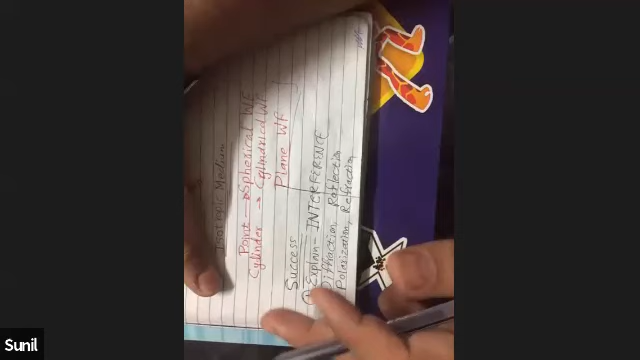 Isotropic Medium
Point → Spherical WF
Cylinder → Cylindrical WF
Plane WF
Success
① Explain - INTERFERENCE
Diffraction, Reflection
Polarization, Refraction
Sunil